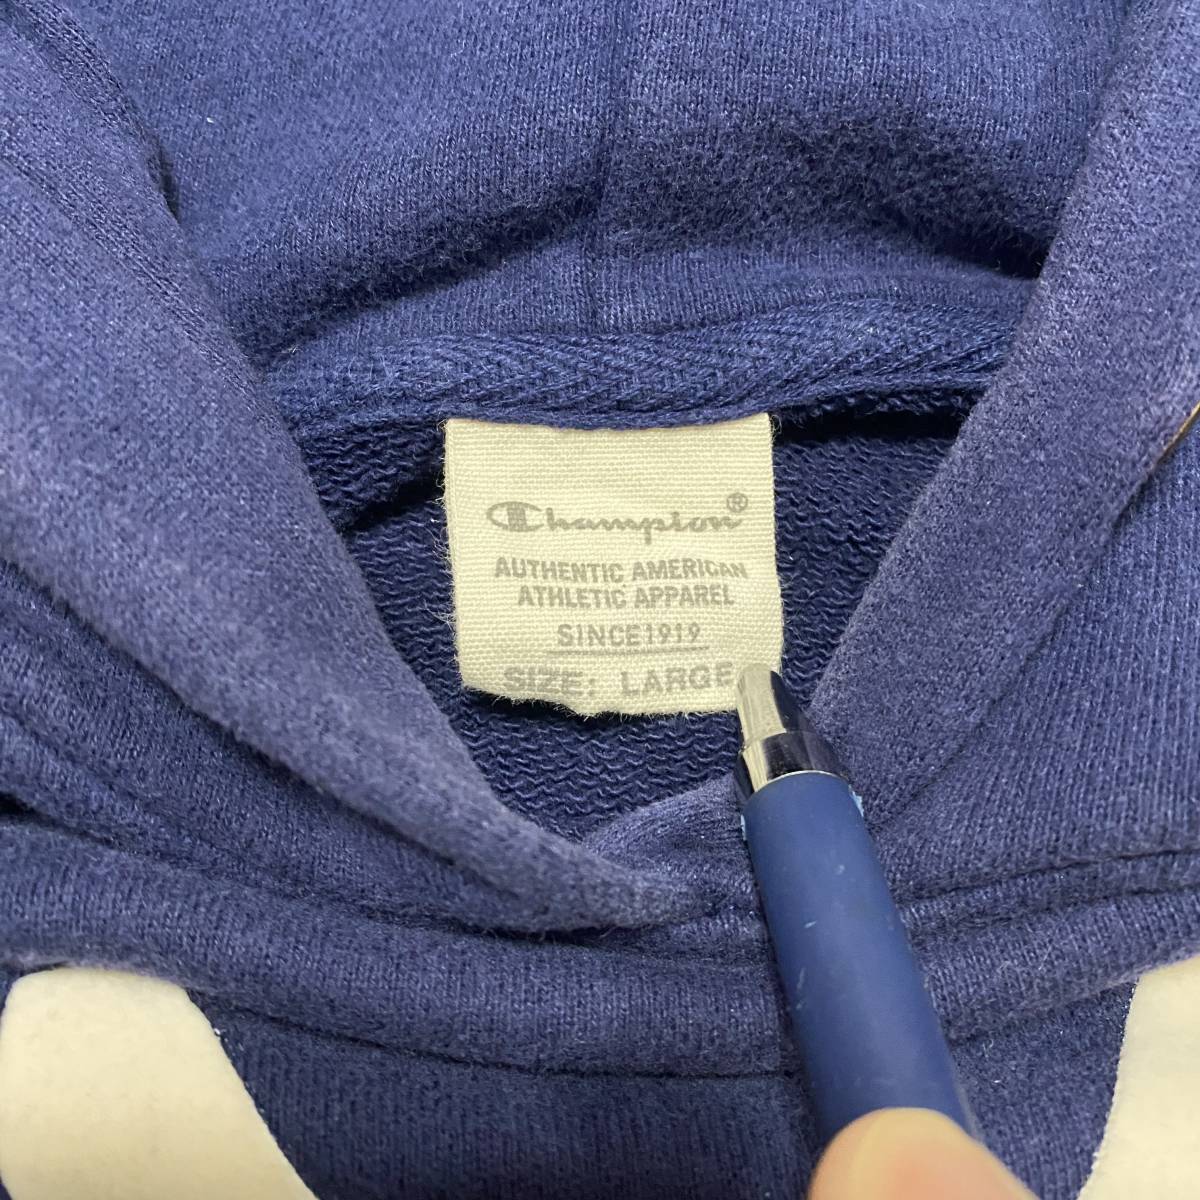 Champion®
AUTHENTIC AMERICAN
ATHLETIC APPAREL
SINCE1919
SIZE: LARGE